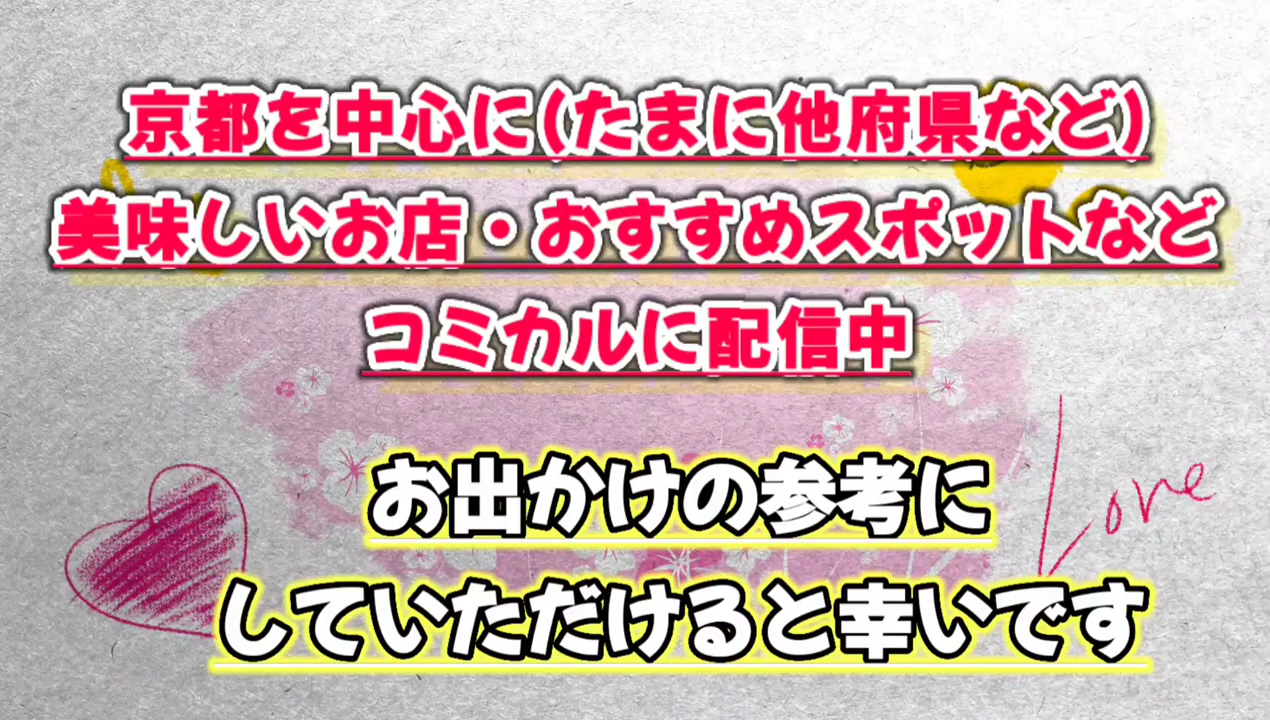 京都を中心に(たまに他府県など)
美味しいお店・おすすめスポットなど
コミカルに配信中
お出かけの参考に
Love
していただけると幸いです